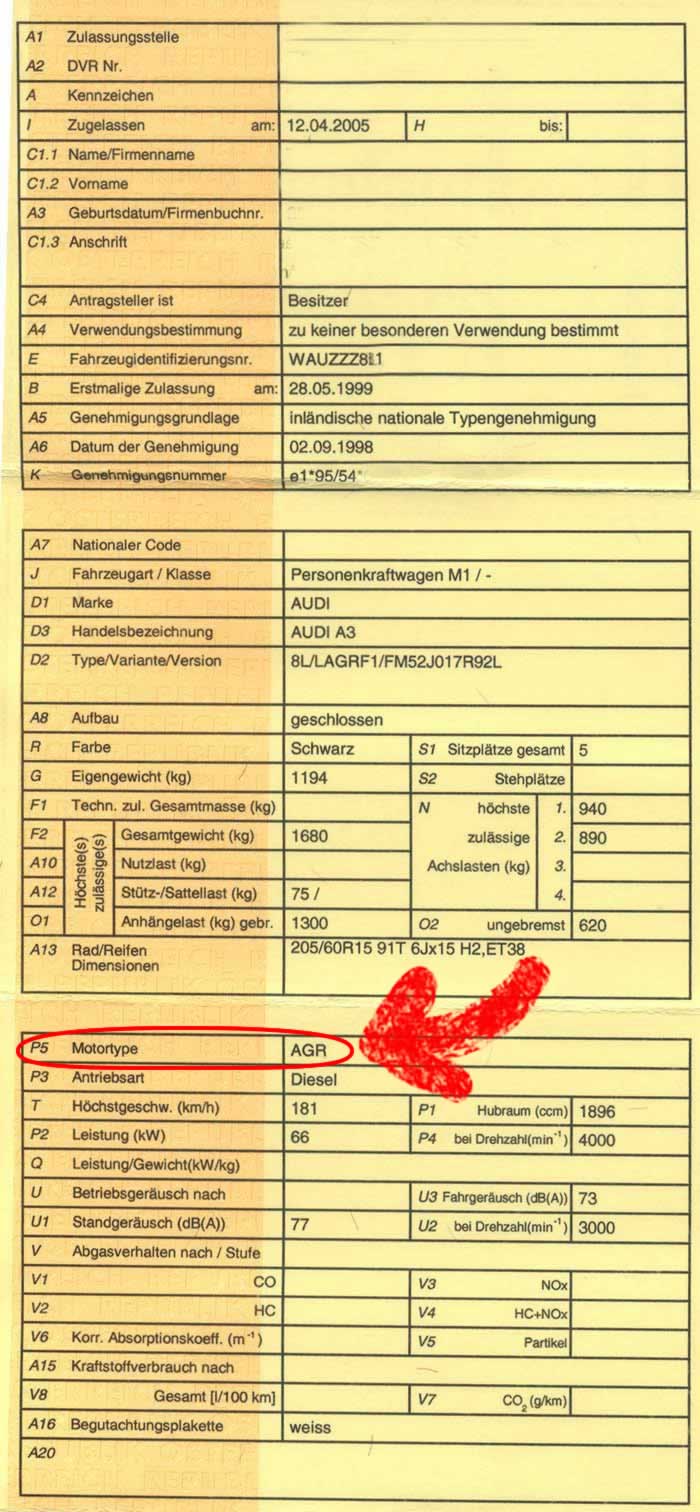 A1 Zulassungsstelle
A2 DVR Nr.
A Kennzeichen
I Zugelassen am: 12.04.2005 H bis:
C1.1 Name/Firmenname
C1.2 Vorname
A3 Geburtsdatum/Firmenbuchnr.
C1.3 Anschrift
C4 Antragsteller ist Besitzer
A4 Verwendungsbestimmung zu keiner besonderen Verwendung bestimmt
E Fahrzeugidentifizierungsnr. WAUZZZ8L1
B Erstmalige Zulassung am: 28.05.1999
A5 Genehmigungsgrundlage inländische nationale Typengenehmigung
A6 Datum der Genehmigung 02.09.1998
K Genehmigungsnummer e1*95/54*
A7 Nationaler Code
J Fahrzeugart / Klasse Personenkraftwagen M1 / -
D1 Marke AUDI
D3 Handelsbezeichnung AUDI A3
D2 Type/Variante/Version 8L/LAGRF1/FM52J017R92L
A8 Aufbau geschlossen
R Farbe Schwarz S1 Sitzplätze gesamt 5
G Eigengewicht (kg) 1194 S2 Stehplätze
F1 Techn. zul. Gesamtmasse (kg) N höchste 1. 940
F2 Höchste(s) zulässige(s) Gesamtgewicht (kg) 1680 zulässige 2. 890
A10 Nutzlast (kg) Achslasten (kg) 3.
A12 Stütz-/Sattellast (kg) 75 / 4.
O1 Anhängelast (kg) gebr. 1300 O2 ungebremst 620
A13 Rad/Reifen 205/60R15 91T 6Jx15 H2,ET38
Dimensionen
P5 Motortype AGR
P3 Antriebsart Diesel
T Höchstgeschw. (km/h) 181 P1 Hubraum (ccm) 1896
P2 Leistung (kW) 66 P4 bei Drehzahl(min⁻¹) 4000
Q Leistung/Gewicht(kW/kg)
U Betriebsgeräusch nach U3 Fahrgeräusch (dB(A)) 73
U1 Standgeräusch (dB(A)) 77 U2 bei Drehzahl(min⁻¹) 3000
V Abgasverhalten nach / Stufe
V1 CO V3 NOx
V2 HC V4 HC+NOx
V6 Korr. Absorptionskoeff. (m⁻¹) V5 Partikel
A15 Kraftstoffverbrauch nach
V8 Gesamt [l/100 km] V7 CO₂ (g/km)
A16 Begutachtungsplakette weiss
A20